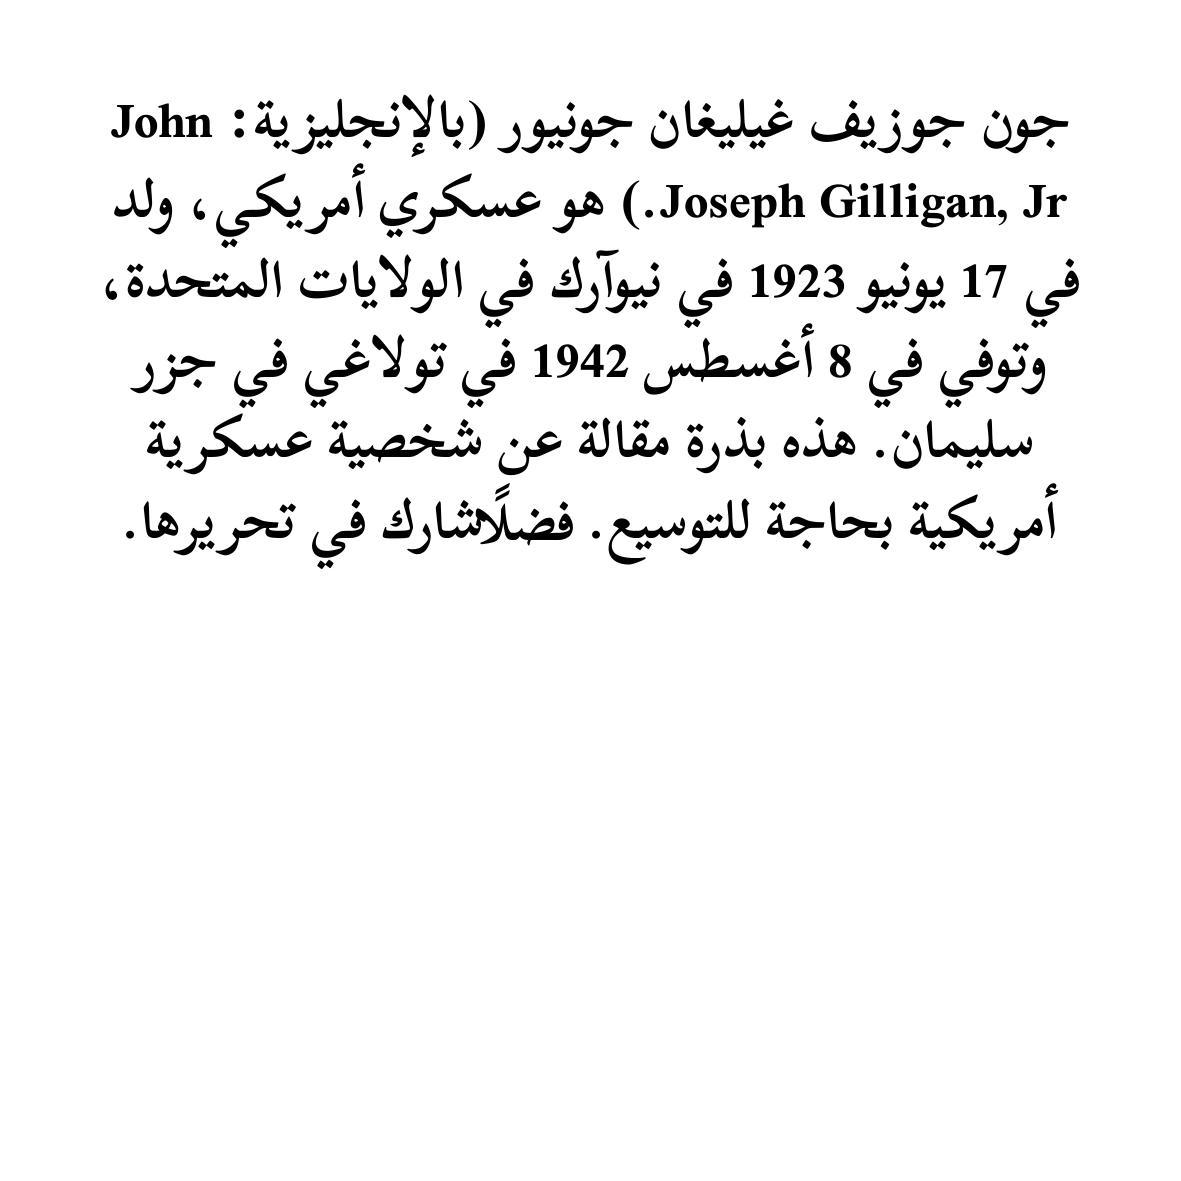 جون جوزيف غيليغان جونيور (بالإنجليزية: John
Joseph Gilligan, Jr.) هو عسكري أمريكي، ولد
في 17 يونيو 1923 في نيوآرك في الولايات المتحدة،
وتوفي في 8 أغسطس 1942 في تولاغي في جزر
سليمان. هذه بذرة مقالة عن شخصية عسكرية
أمريكية بحاجة للتوسيع. فضلًاشارك في تحريرها.